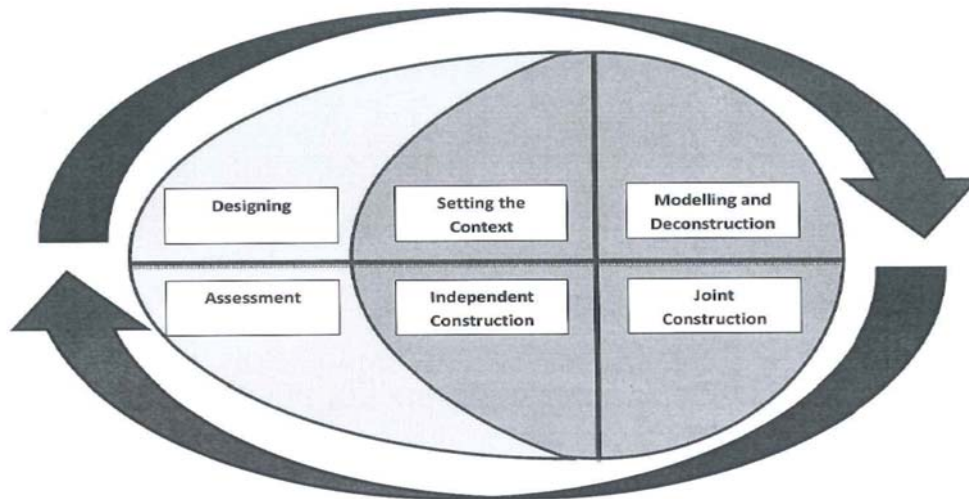 Designing
Setting the
Context
Modelling and
Deconstruction
Assessment
Independent
Construction
Joint
Construction